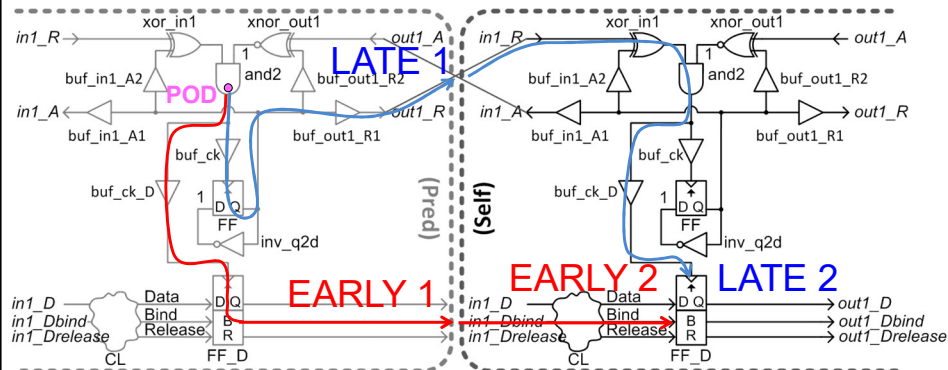 xor_in1 xnor_out1 xor_in1 xnor_out1
in1_R 1 out1_A in1_R 1 out1_A
LATE 1
and2 and2
buf_in1_A2 buf_out1_R2 buf_in1_A2 buf_out1_R2
POD
in1_A out1_R in1_A out1_R
buf_in1_A1 buf_out1_R1 buf_in1_A1 buf_out1_R1
buf_ck buf_ck
buf_ck_D 1 D Q buf_ck_D 1 D Q
FF FF
(Pred) (Self)
inv_q2d inv_q2d
EARLY 1 EARLY 2 LATE 2
in1_D Data D Q in1_D Data D Q out1_D
in1_Dbind Bind B in1_Dbind Bind B out1_Dbind
in1_Drelease Release R in1_Drelease Release R out1_Drelease
CL FF_D CL FF_D